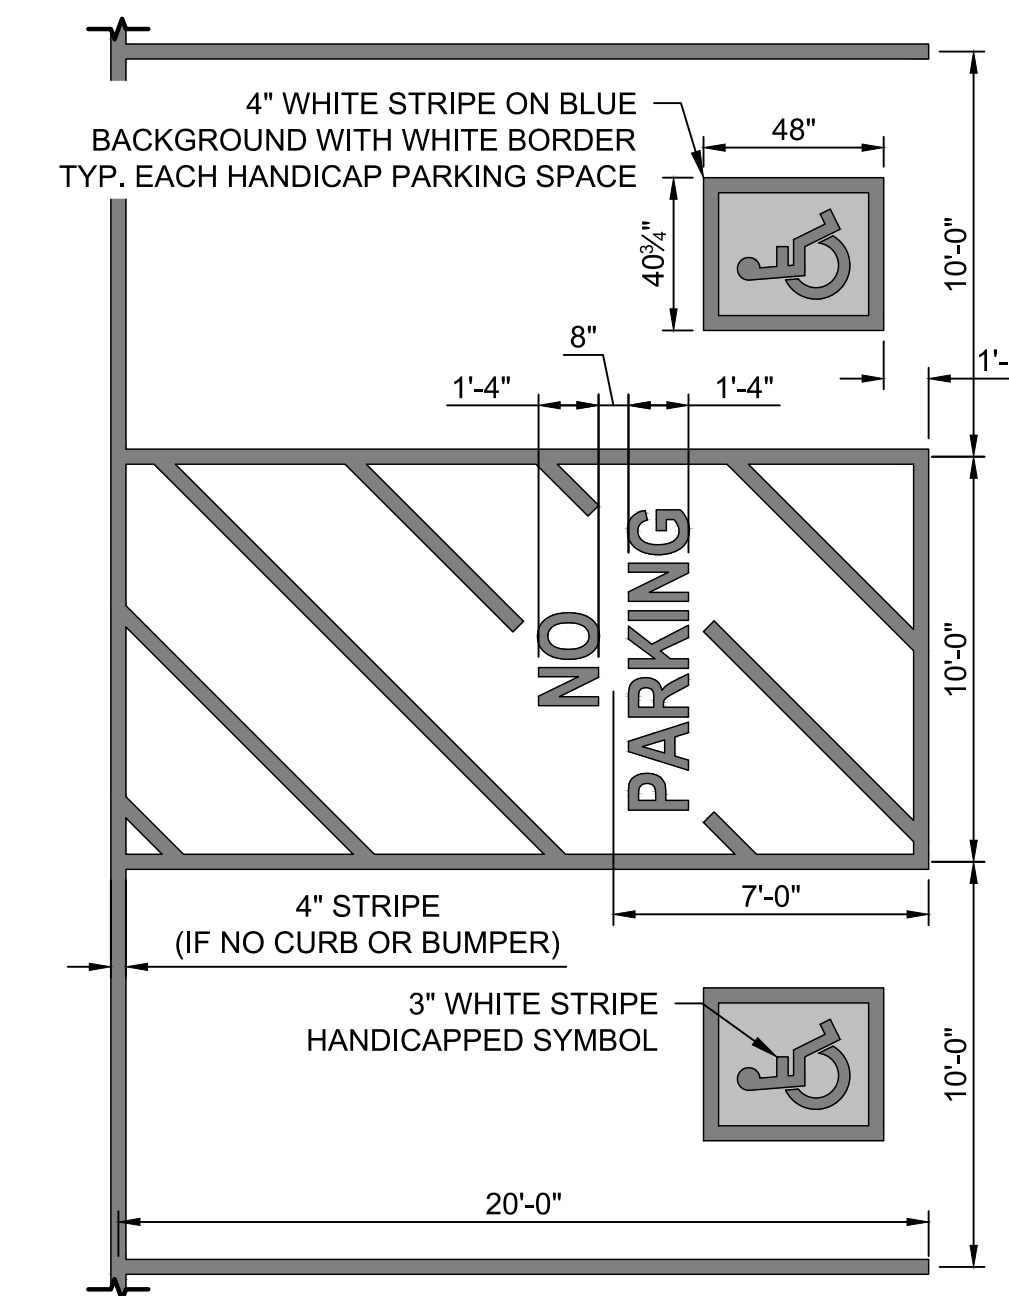 4" WHITE STRIPE ON BLUE
BACKGROUND WITH WHITE BORDER
TYP. EACH HANDICAP PARKING SPACE
48"
40¾"
10'-0"
8"
1'-
1'-4"
1'-4"
NO
PARKING
10'-0"
7'-0"
4" STRIPE
(IF NO CURB OR BUMPER)
3" WHITE STRIPE
HANDICAPPED SYMBOL
10'-0"
20'-0"